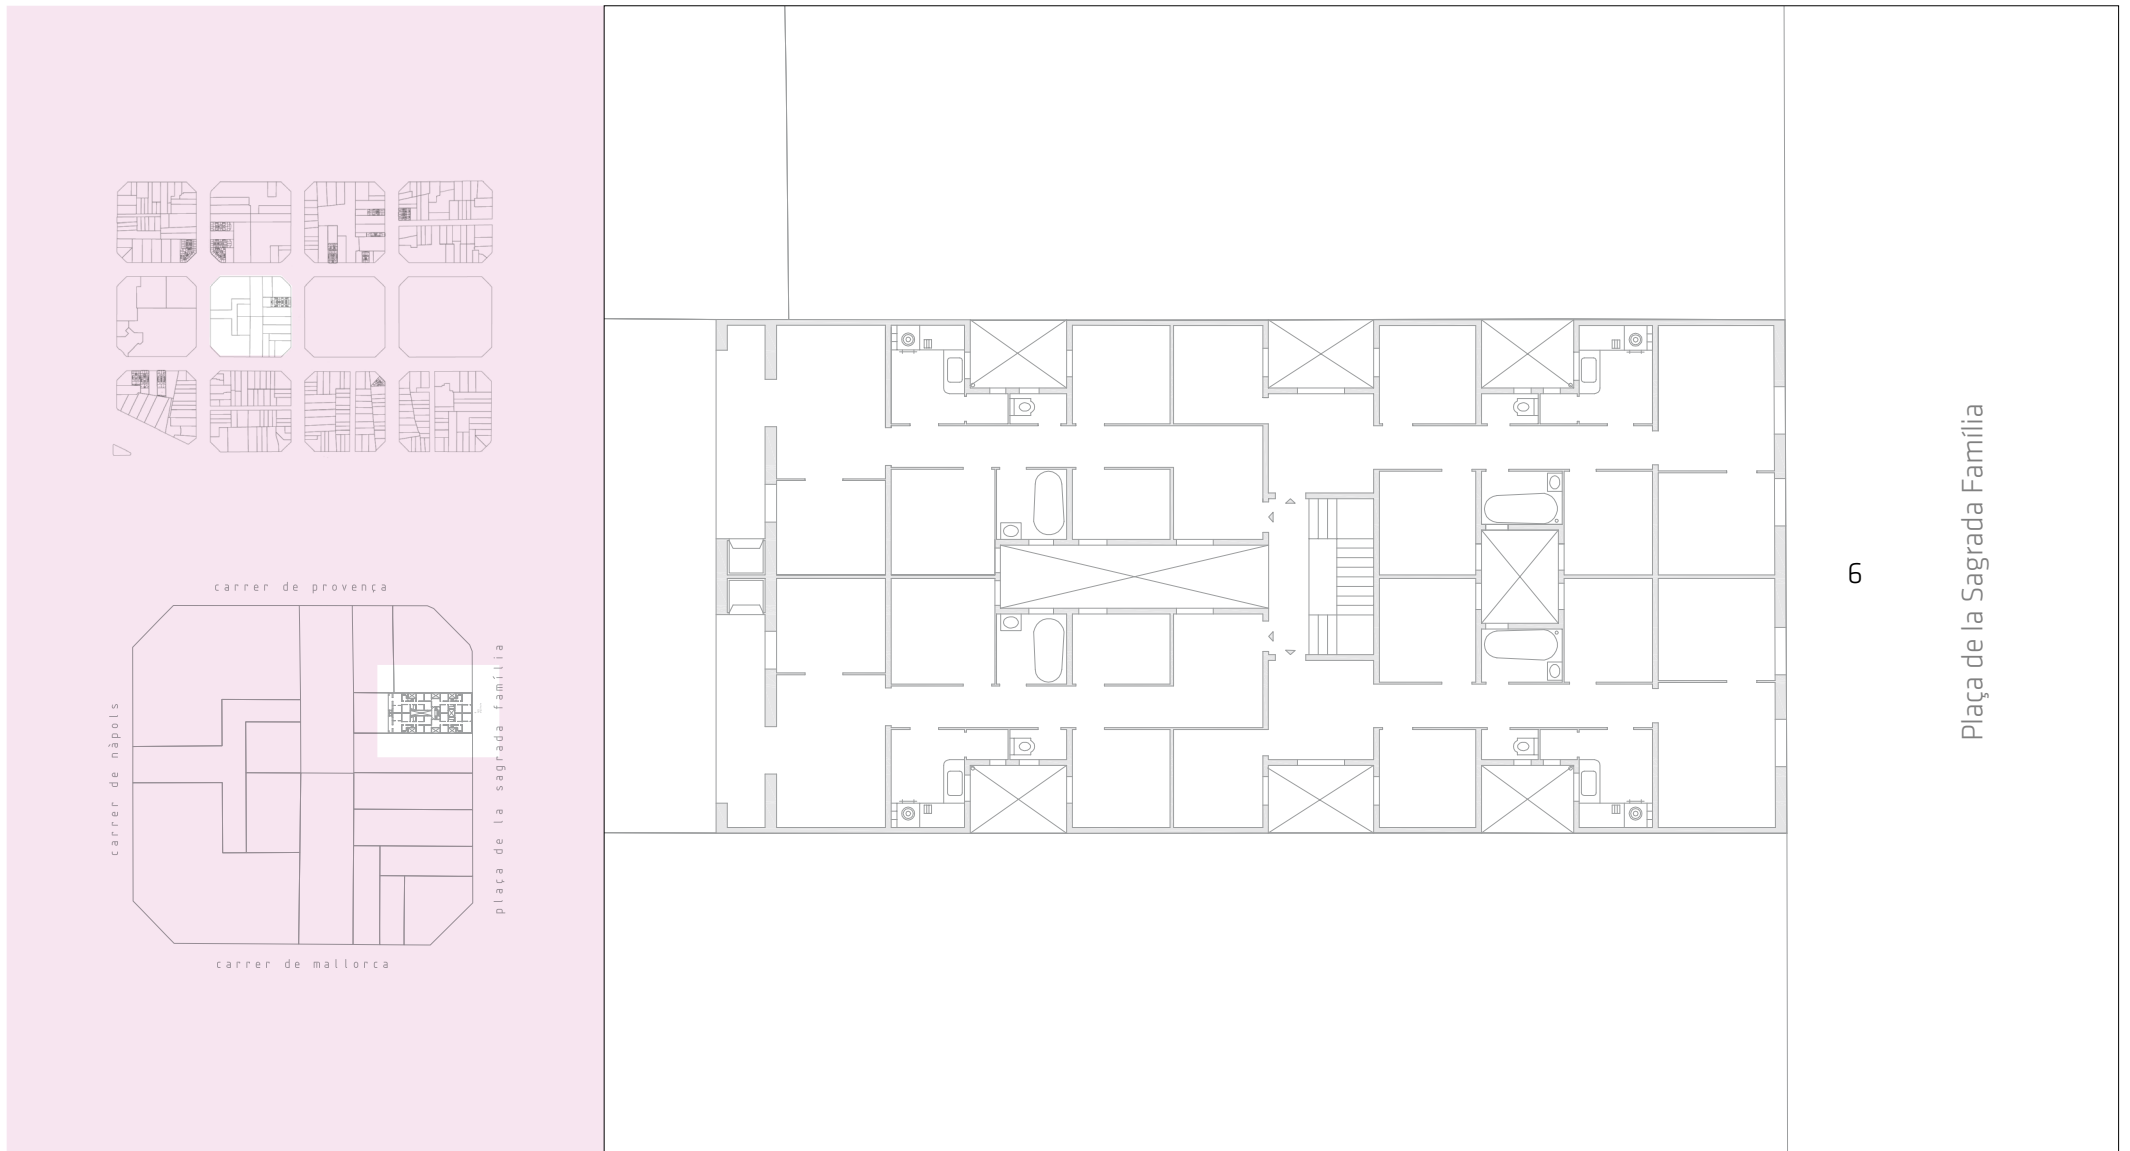 carrer de provença
carrer de nàpols
plaça de la sagrada família
carrer de mallorca
6
Plaça de la Sagrada Família